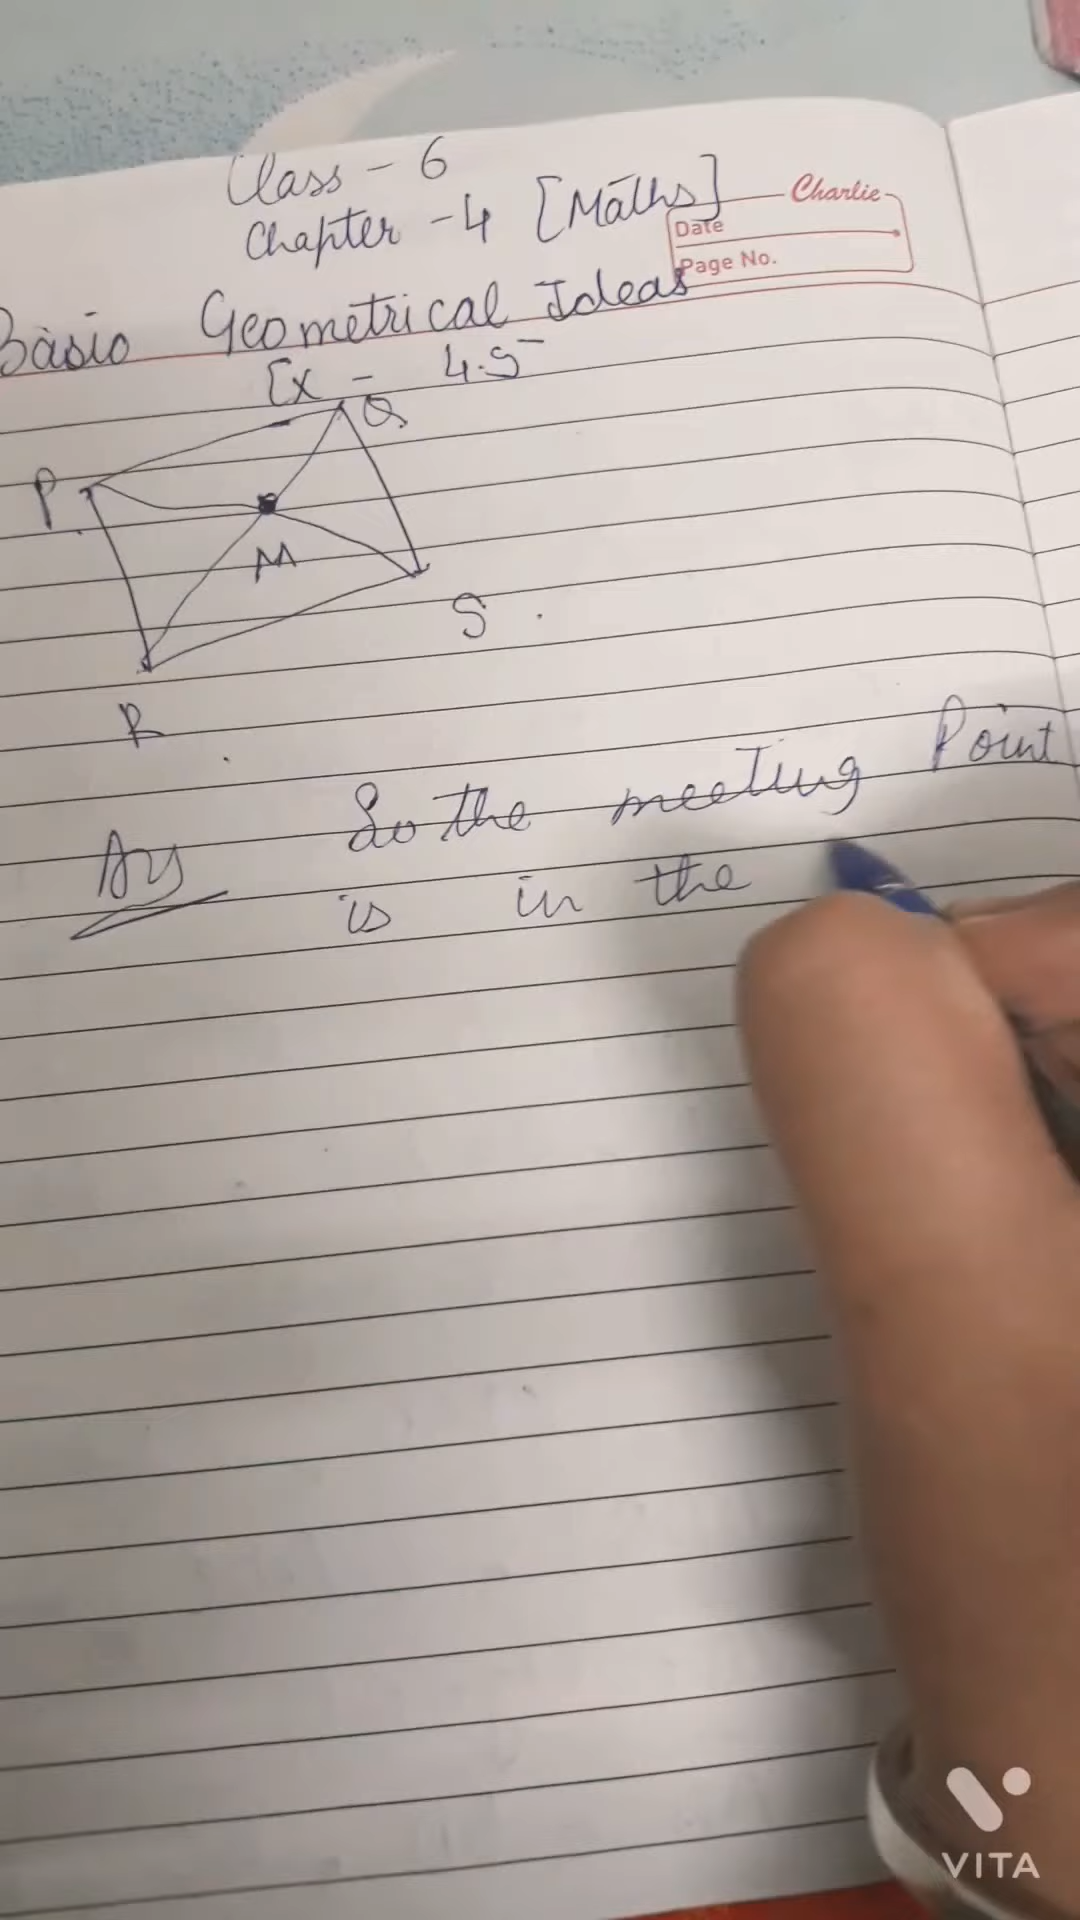 Class - 6
Chapter - 4 [Maths]
Charlie
Date
Page No.
Basic Geometrical Ideas
Ex - 4.5
Q
P
M
S
R
Ans So the meeting Point
is in the
VITA